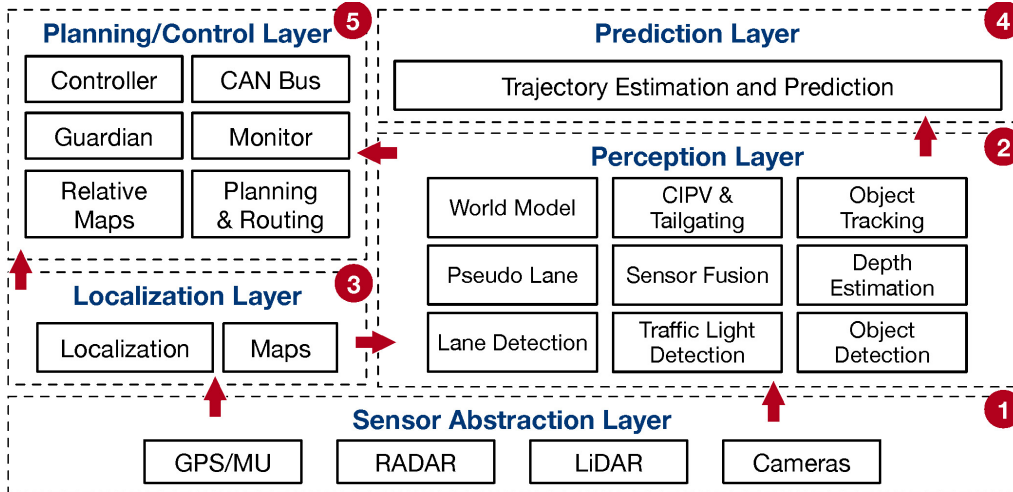 Planning/Control Layer
5
Controller
CAN Bus
Guardian
Monitor
Relative
Maps
Planning
& Routing
Prediction Layer
4
Trajectory Estimation and Prediction
Perception Layer
2
World Model
CIPV &
Tailgating
Object
Tracking
Pseudo Lane
Sensor Fusion
Depth
Estimation
Lane Detection
Traffic Light
Detection
Object
Detection
Localization Layer
3
Localization
Maps
Sensor Abstraction Layer
1
GPS/MU
RADAR
LiDAR
Cameras